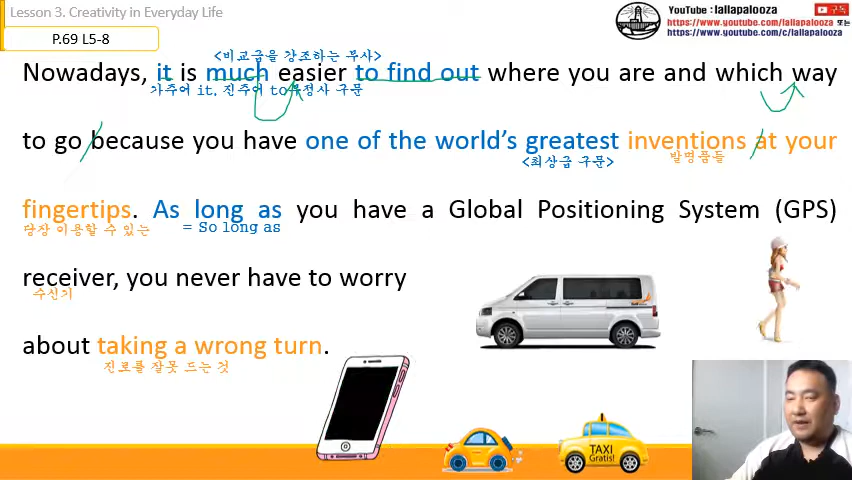 Lesson 3. Creativity in Everyday Life
P.69 L5-8
YouTube : lallapalooza 구독
https://www.youtube.com/lallapalooza 또는
https://www.youtube.com/c/lallapalooza
<비교급을 강조하는 부사>
Nowadays, it is much easier to find out where you are and which way
가주어 it, 진주어 to부정사 구문
to go because you have one of the world's greatest inventions at your
<최상급 구문> 발명품들
fingertips. As long as you have a Global Positioning System (GPS)
당장 이용할 수 있는 = So long as
receiver, you never have to worry
수신기
about taking a wrong turn.
진로를 잘못 드는 것
TAXI
Gratis!